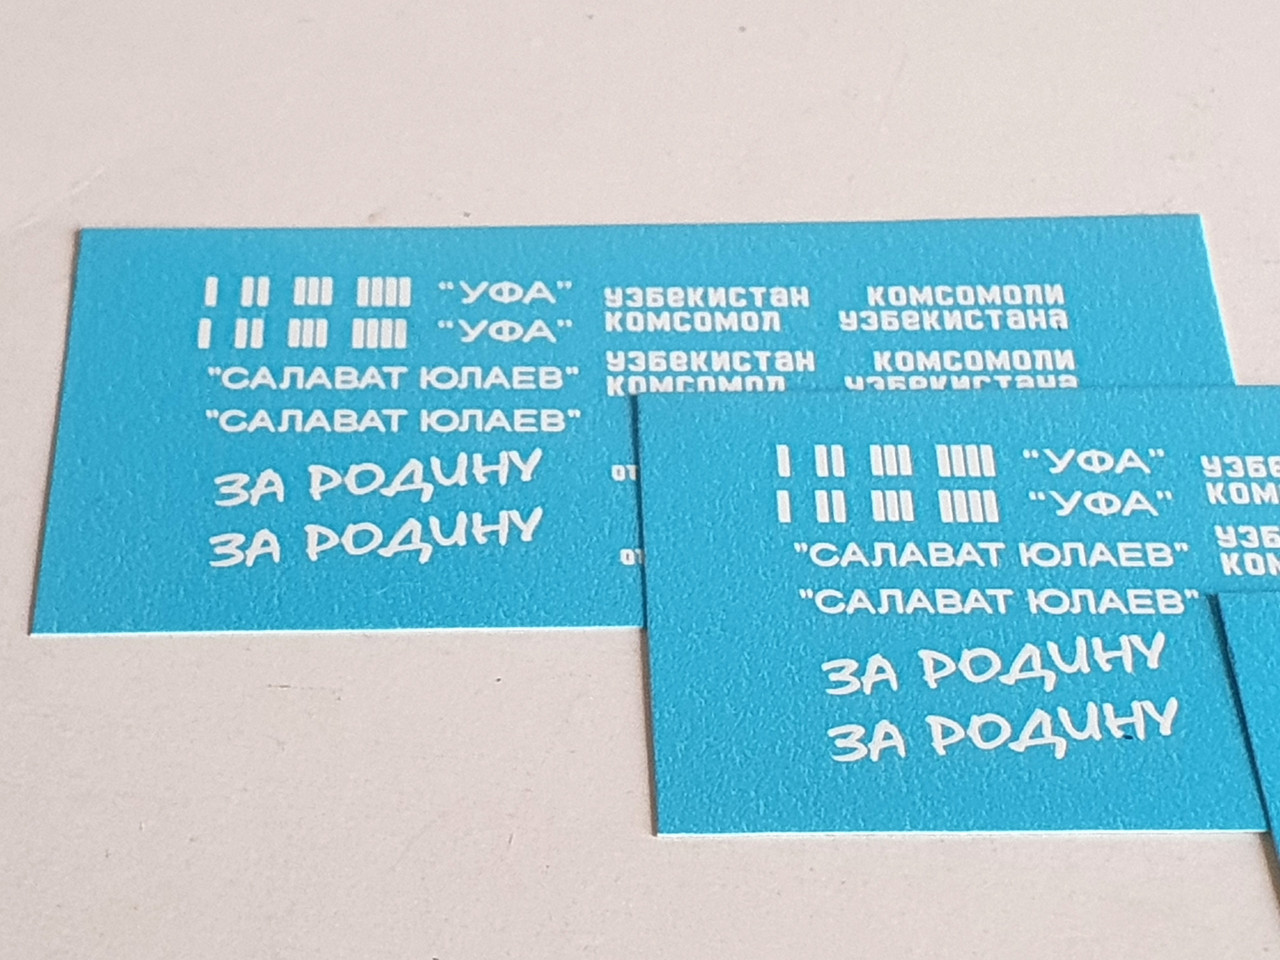 I II III IIII "УФА"
I II III IIII "УФА"
"САЛАВАТ ЮЛАЕВ"
"САЛАВАТ ЮЛАЕВ"
ЗА РОДИНУ
ЗА РОДИНУ
УЗБЕКИСТАН
КОМСОМОЛ
КОМСОМОЛИ
УЗБЕКИСТАНА
УЗБЕКИСТАН
КОМСОМОЛ
КОМСОМОЛИ
УЗБЕКИСТАНА
I II III IIII "УФА"
I II III IIII "УФА"
"САЛАВАТ ЮЛАЕВ"
"САЛАВАТ ЮЛАЕВ"
ЗА РОДИНУ
ЗА РОДИНУ